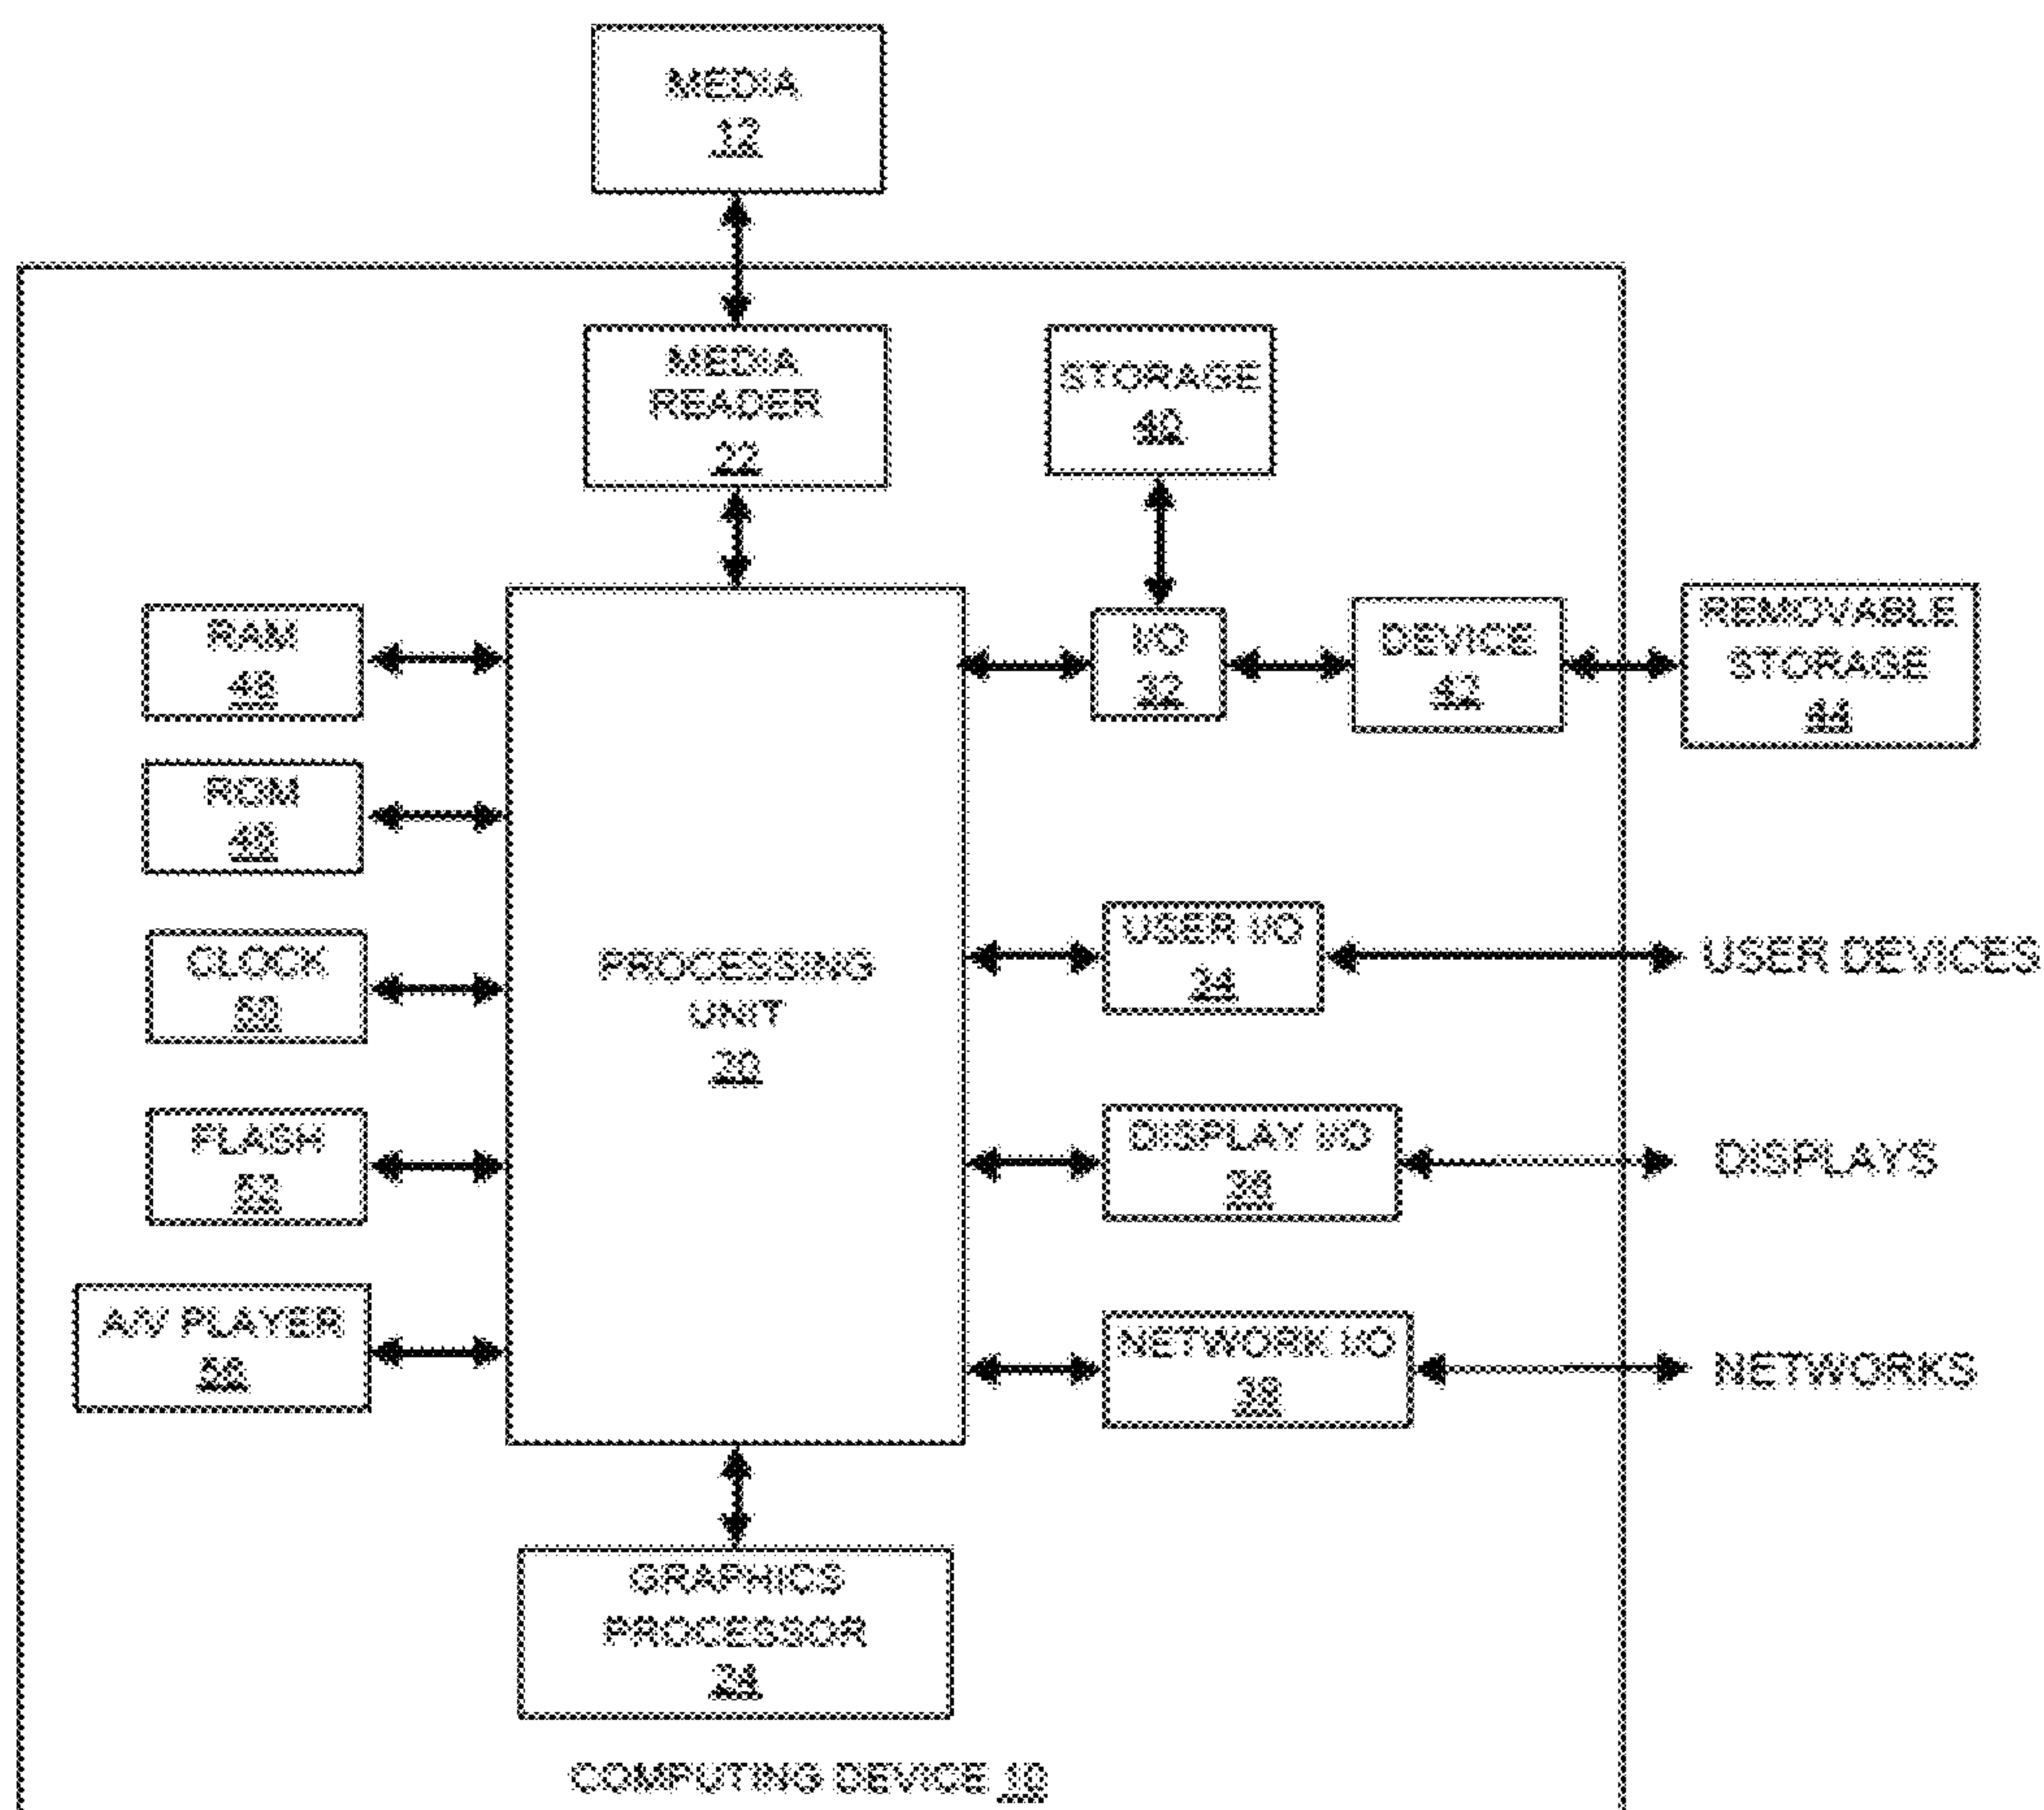 MEDIA
12
MEDIA
READER
22
STORAGE
40
RAM
48
ROM
49
CLOCK
50
FLASH
52
A/V PLAYER
56
PROCESSING
UNIT
20
I/O
32
DEVICE
42
REMOVABLE
STORAGE
44
USER I/O
34
USER DEVICES
DISPLAY I/O
36
DISPLAYS
NETWORK I/O
NETWORKS
GRAPHICS
PROCESSOR
24
COMPUTING DEVICE 10